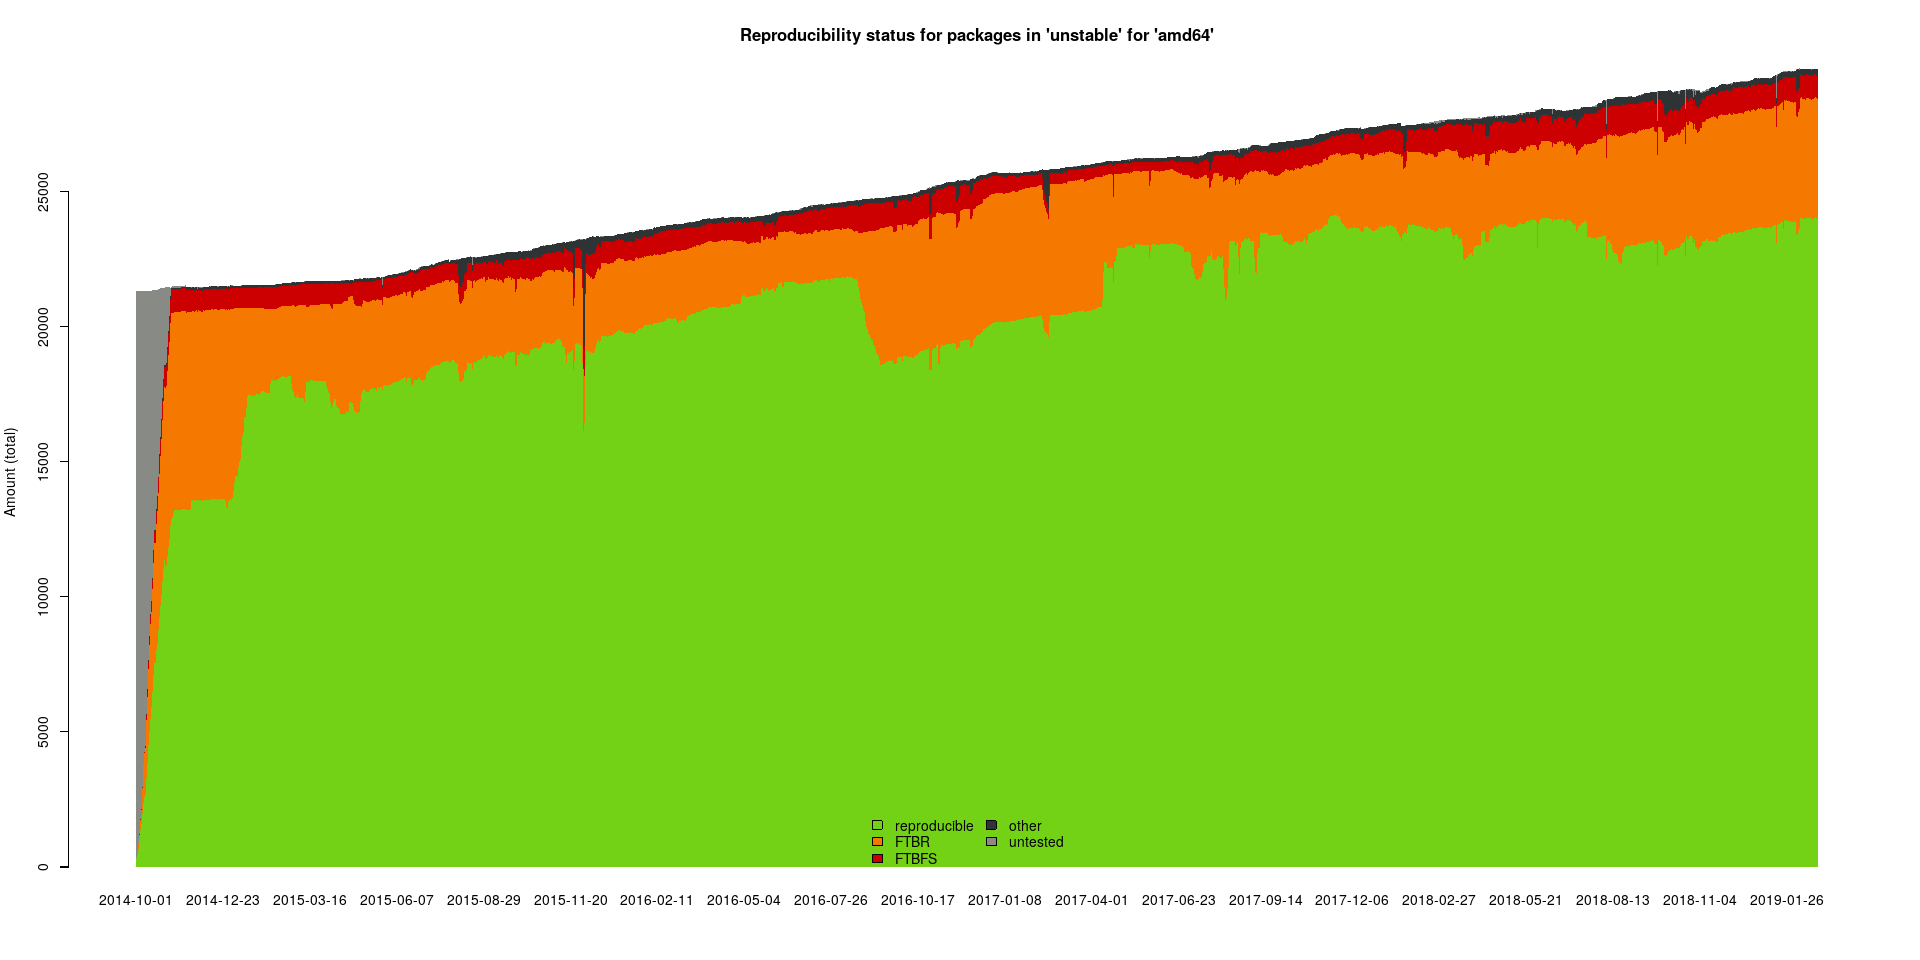 Reproducibility status for packages in 'unstable' for 'amd64'
Amount (total)
25000
20000
15000
10000
5000
0
reproducible
FTBR
FTBFS
other
untested
2014-10-01 2014-12-23 2015-03-16 2015-06-07 2015-08-29 2015-11-20 2016-02-11 2016-05-04 2016-07-26 2016-10-17 2017-01-08 2017-04-01 2017-06-23 2017-09-14 2017-12-06 2018-02-27 2018-05-21 2018-08-13 2018-11-04 2019-01-26